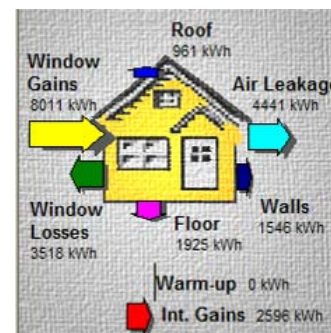 Roof
961 kWh
Window
Gains
8011 kWh
Air Leakage
4441 kWh
Window
Losses
3518 kWh
Floor
1925 kWh
Walls
1546 kWh
Warm-up 0 kWh
Int. Gains 2596 kWh